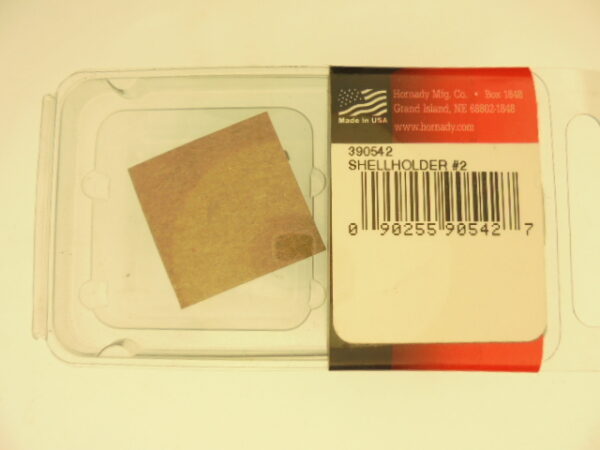 Hornady Mfg. Co. • Box 1848
Grand Island, NE 68802-1848
www.hornady.com
Made in USA
390542
SHELLHOLDER #2
0 90255 90542 7